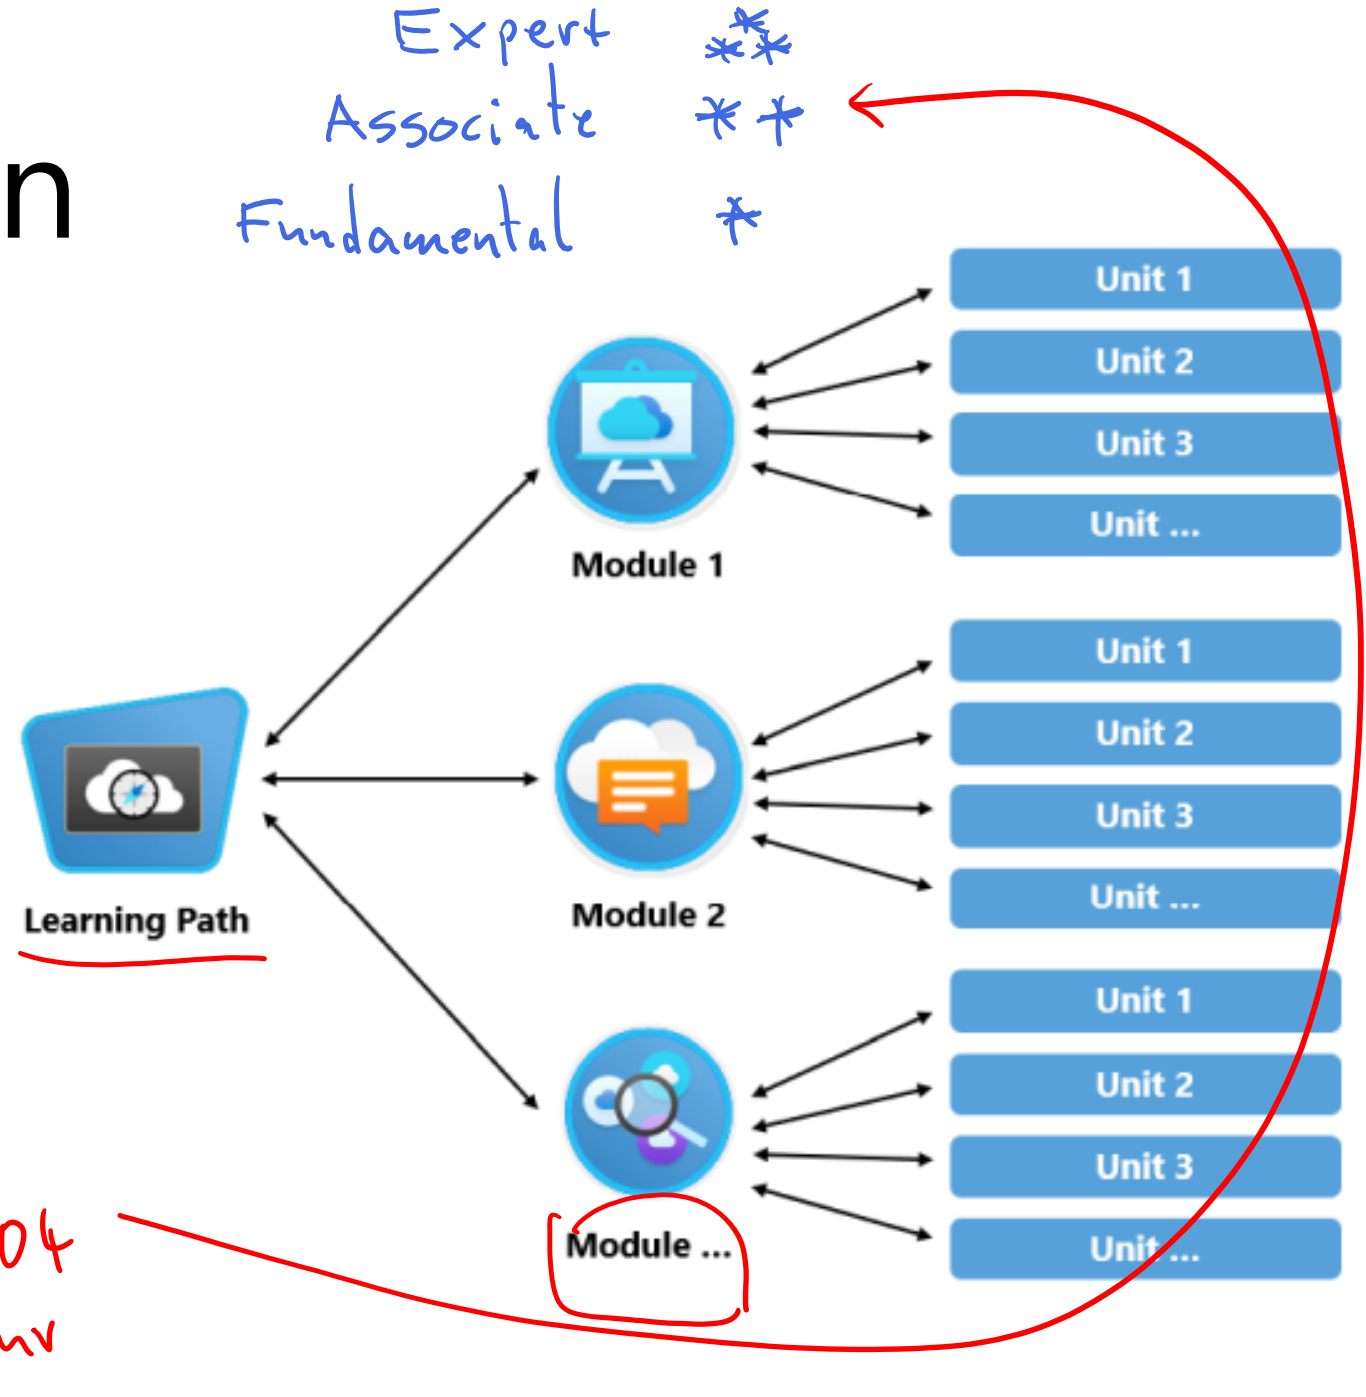 Expert ***
Associate **
n
Fundamental *
Unit 1
Unit 2
Unit 3
Unit ...
Module 1
Unit 1
Unit 2
Unit 3
Unit ...
Learning Path
Module 2
Unit 1
Unit 2
Unit 3
Unit ...
Module ...
04